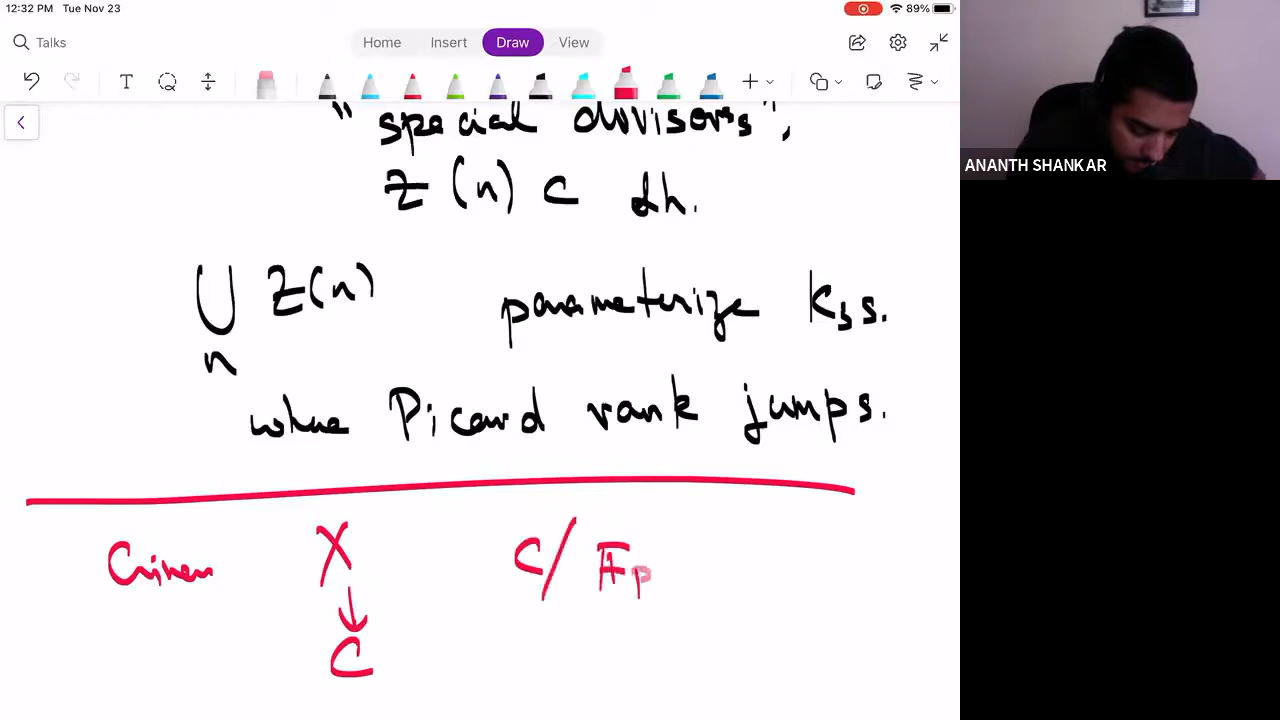 12:32 PM Tue Nov 23
89%
Talks
Home Insert Draw View
"special divisors".
Z(n) ⊂ Sh.
⋃ Z(n) parameterize K3s.
n
where Picard rank jumps.
Given X C/Fp
↓
C
ANANTH SHANKAR